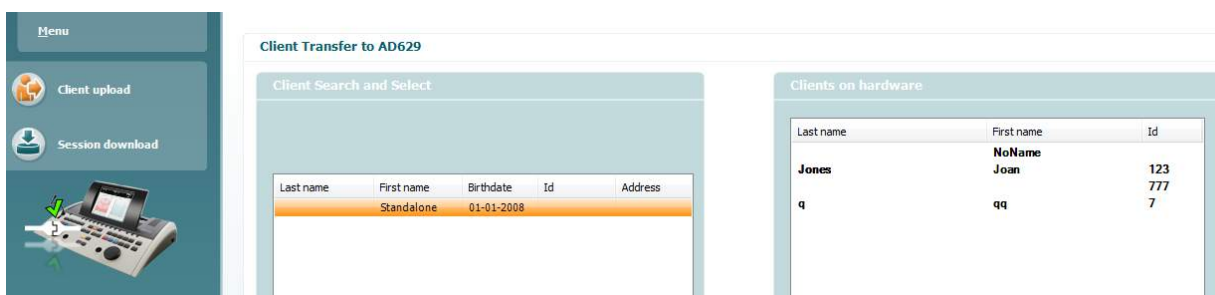 Menu
Client upload
Session download
Client Transfer to AD629
Client Search and Select
Last name First name Birthdate Id Address
Standalone 01-01-2008
Clients on hardware
Last name First name Id
NoName
Jones Joan 123
777
q qq 7